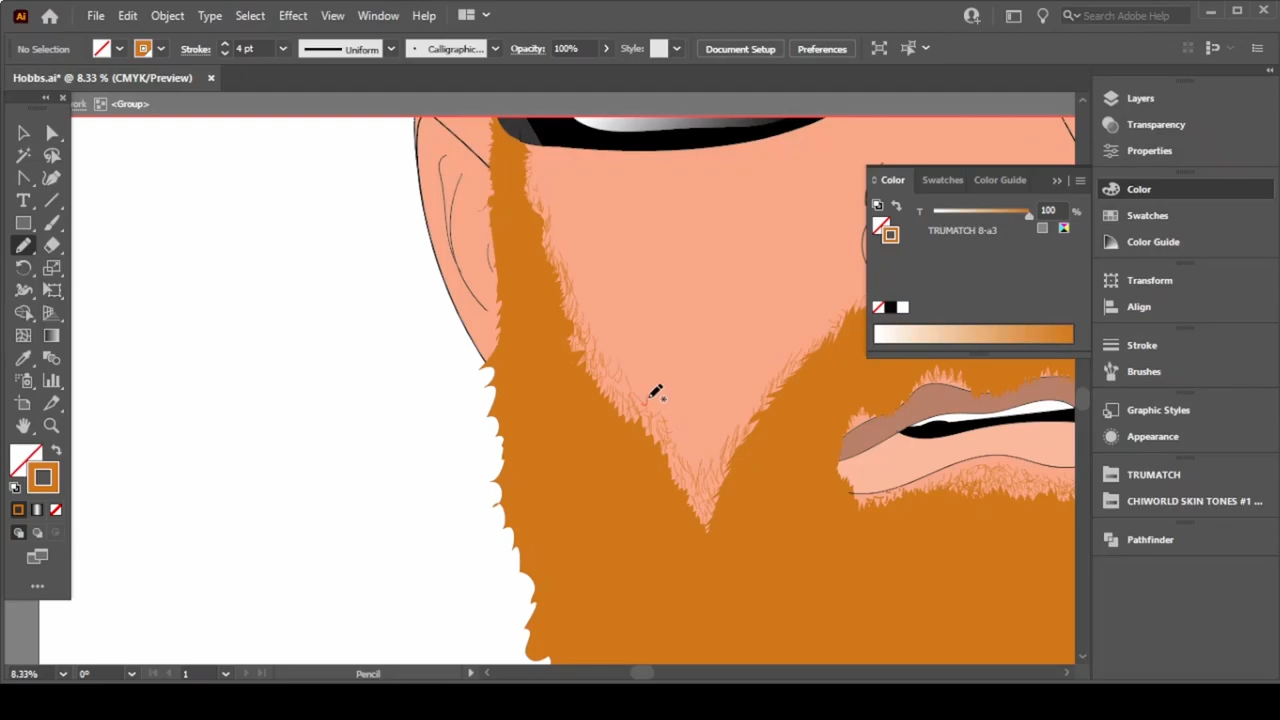 Ai File Edit Object Type Select Effect View Window Help Search Adobe Help
No Selection Stroke: 4 pt Uniform Calligraphic... Opacity: 100% Style: Document Setup Preferences
Hobbs.ai* @ 8.33 % (CMYK/Preview)
<Group>
Layers
Transparency
Properties
Color
Swatches
Color Guide
Transform
Align
Stroke
Brushes
Graphic Styles
Appearance
TRUMATCH
CHIWORLD SKIN TONES #1 ...
Pathfinder
Color Swatches Color Guide
T 100 %
TRUMATCH 8-a3
8.33% 0° 1 Pencil